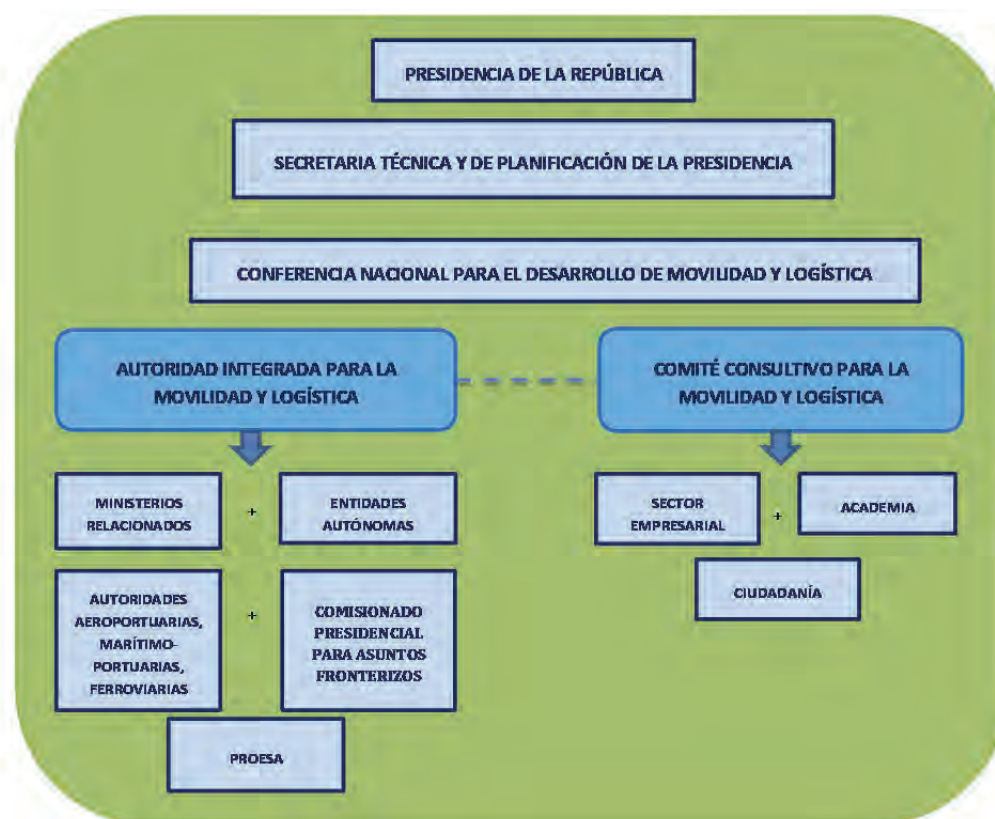 PRESIDENCIA DE LA REPÚBLICA
SECRETARIA TÉCNICA Y DE PLANIFICACIÓN DE LA PRESIDENCIA
CONFERENCIA NACIONAL PARA EL DESARROLLO DE MOVILIDAD Y LOGÍSTICA
AUTORIDAD INTEGRADA PARA LA
MOVILIDAD Y LOGÍSTICA
COMITÉ CONSULTIVO PARA LA
MOVILIDAD Y LOGÍSTICA
MINISTERIOS
RELACIONADOS
+
ENTIDADES
AUTÓNOMAS
SECTOR
EMPRESARIAL
+
ACADEMIA
CIUDADANÍA
AUTORIDADES
AEROPORTUARIAS,
MARÍTIMO-
PORTUARIAS,
FERROVIARIAS
+
COMISIONADO
PRESIDENCIAL
PARA ASUNTOS
FRONTERIZOS
PROESA